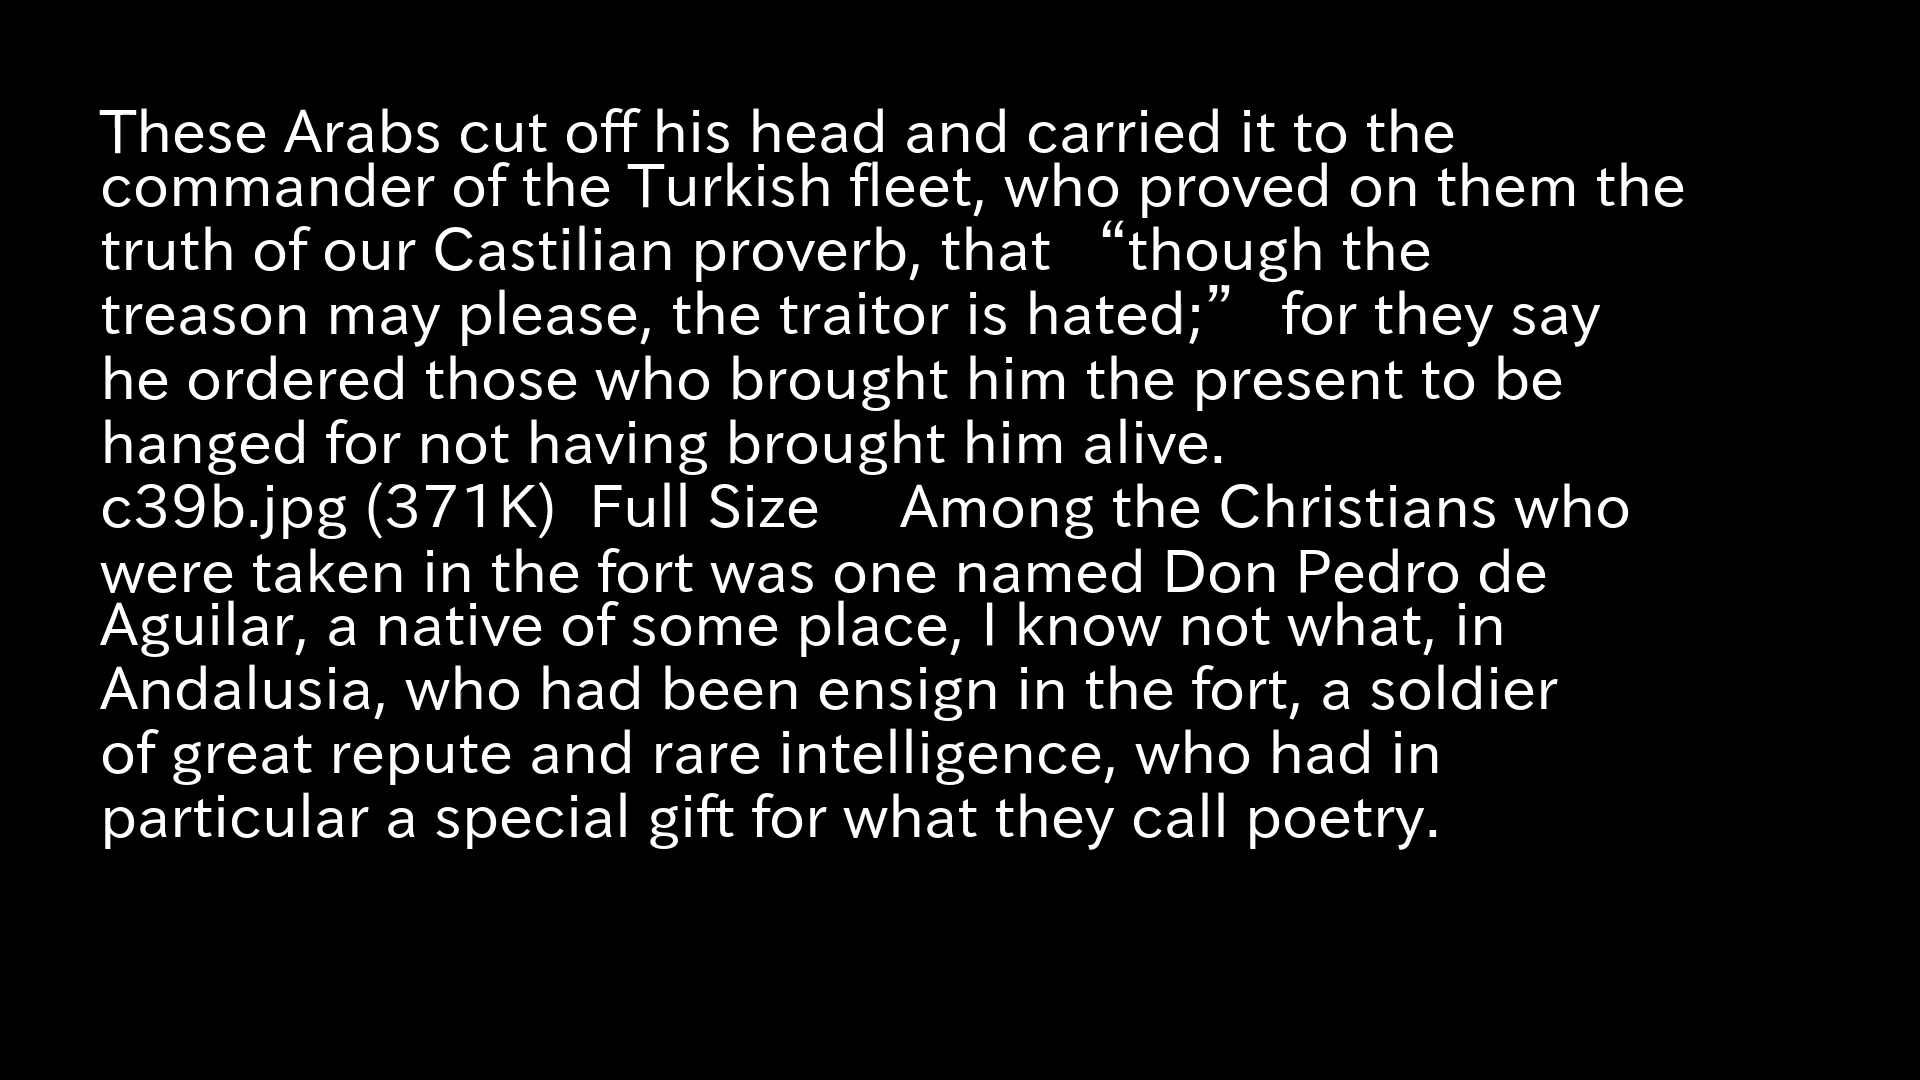 These Arabs cut off his head and carried it to the
commander of the Turkish fleet, who proved on them the
truth of our Castilian proverb, that “though the
treason may please, the traitor is hated;” for they say
he ordered those who brought him the present to be
hanged for not having brought him alive.
c39b.jpg (371K) Full Size Among the Christians who
were taken in the fort was one named Don Pedro de
Aguilar, a native of some place, I know not what, in
Andalusia, who had been ensign in the fort, a soldier
of great repute and rare intelligence, who had in
particular a special gift for what they call poetry.